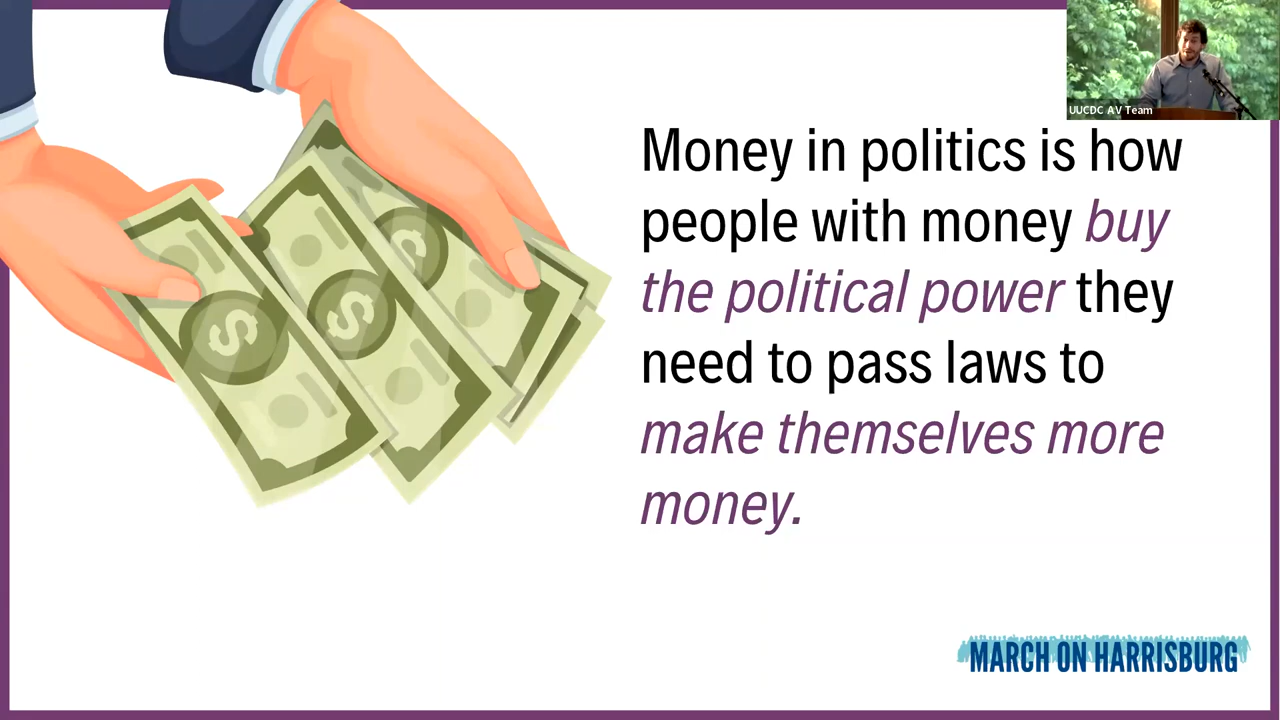 UUCDC AV Team
Money in politics is how
people with money buy
the political power they
need to pass laws to
make themselves more
money.
MARCH ON HARRISBURG